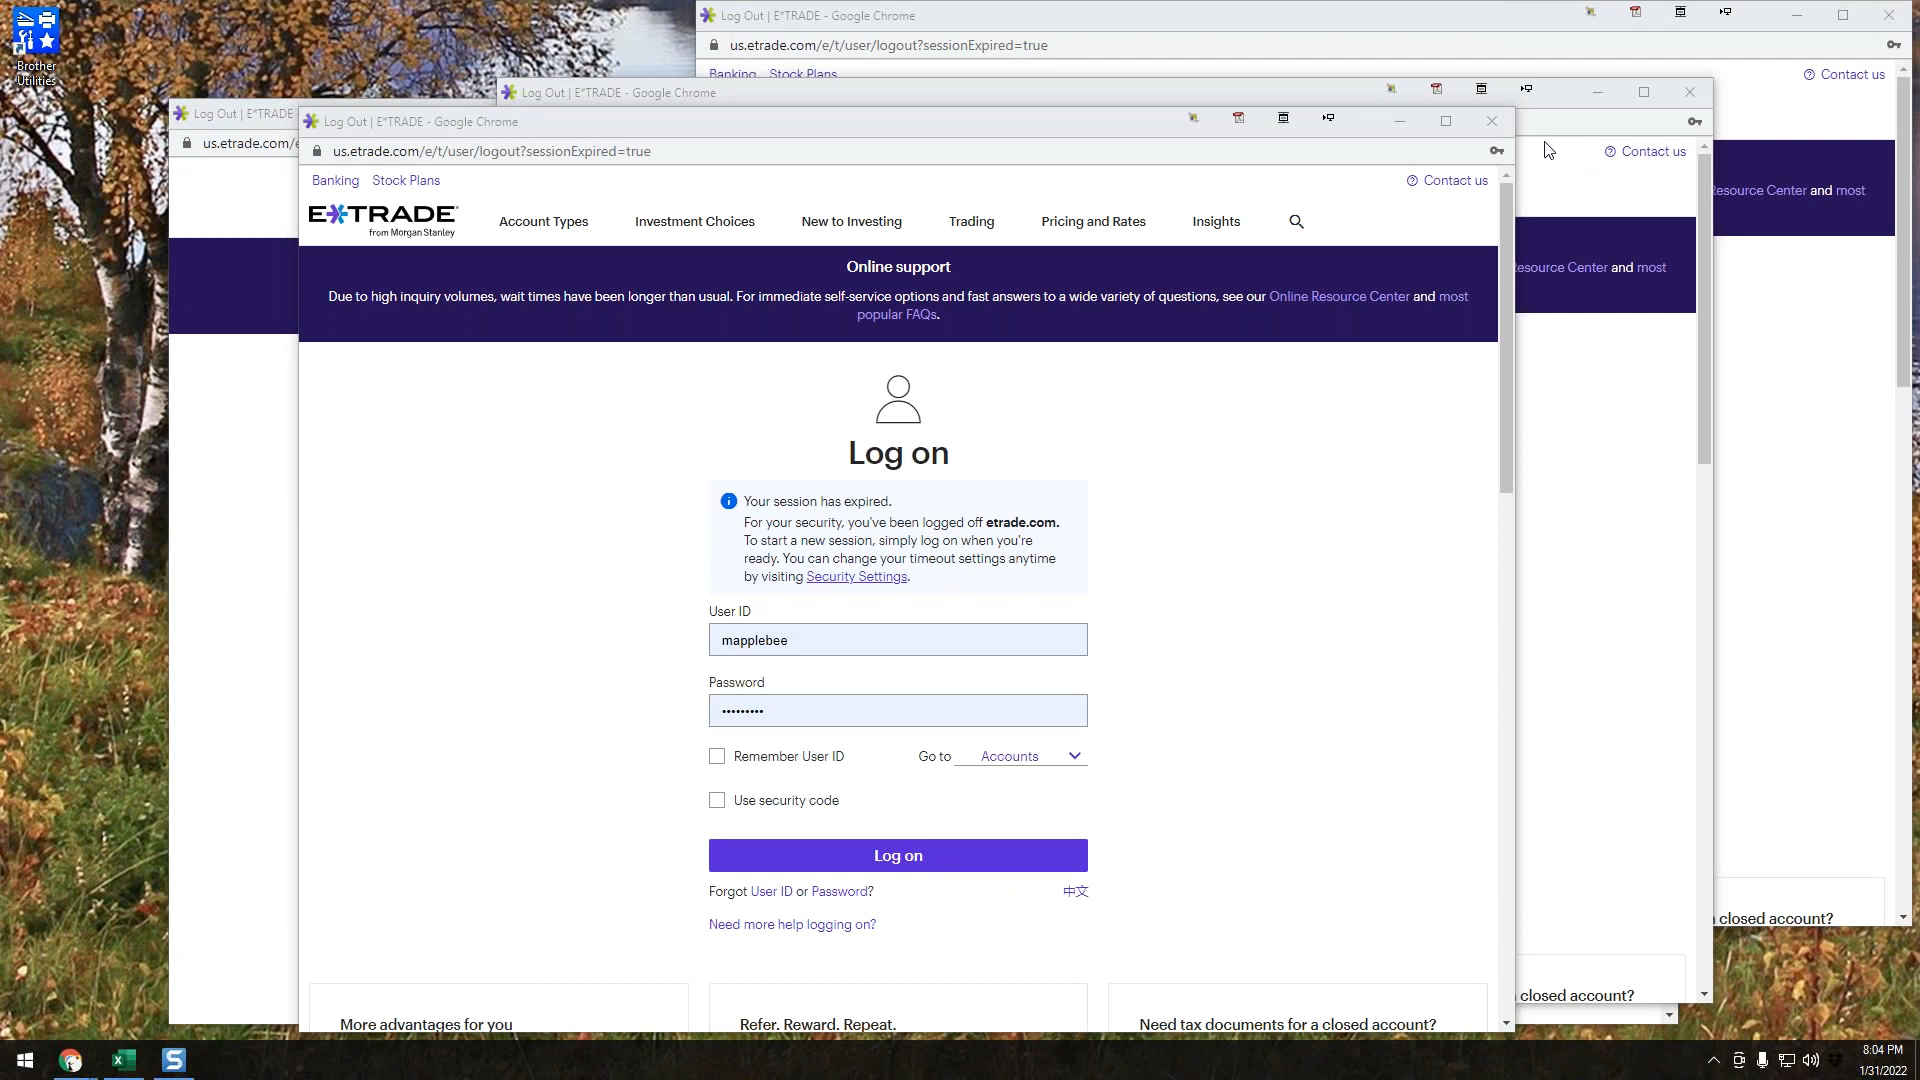 Brother
Utilities
Log Out | E*TRADE - Google Chrome
us.etrade.com/e/t/user/logout?sessionExpired=true
Banking Stock Plans
Contact us
Resource Center and most
closed account?
Log Out | E*TRADE - Google Chrome
Contact us
Resource Center and most
closed account?
Log Out | E*TRADE
us.etrade.com/
Log Out | E*TRADE - Google Chrome
us.etrade.com/e/t/user/logout?sessionExpired=true
Banking Stock Plans
Contact us
E*TRADE
from Morgan Stanley
Account Types Investment Choices New to Investing Trading Pricing and Rates Insights
Online support
Due to high inquiry volumes, wait times have been longer than usual. For immediate self-service options and fast answers to a wide variety of questions, see our Online Resource Center and most
popular FAQs.
Log on
Your session has expired.
For your security, you've been logged off etrade.com.
To start a new session, simply log on when you're
ready. You can change your timeout settings anytime
by visiting Security Settings.
User ID
mapplebee
Password
•••••••••
Remember User ID Go to Accounts
Use security code
Log on
Forgot User ID or Password? 中文
Need more help logging on?
More advantages for you
Refer. Reward. Repeat.
Need tax documents for a closed account?
8:04 PM
1/31/2022